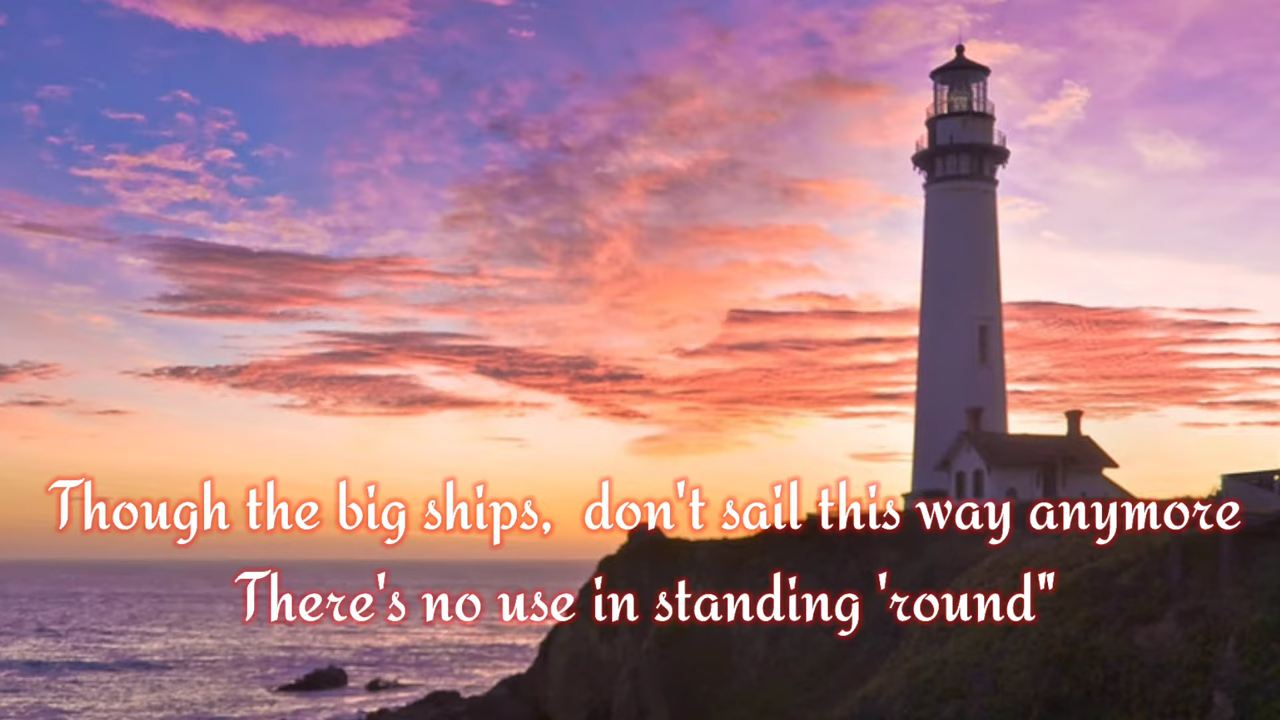 Though the big ships,  don't sail this way anymore
There's no use in standing 'round"